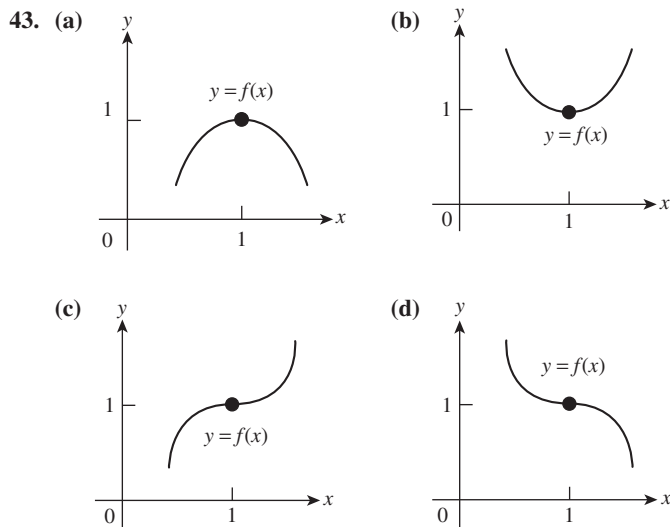 43. (a)
y
y = f(x)
1
x
0
1
(b)
y
1
y = f(x)
x
0
1
(c)
y
1
y = f(x)
x
0
1
(d)
y
y = f(x)
1
x
0
1